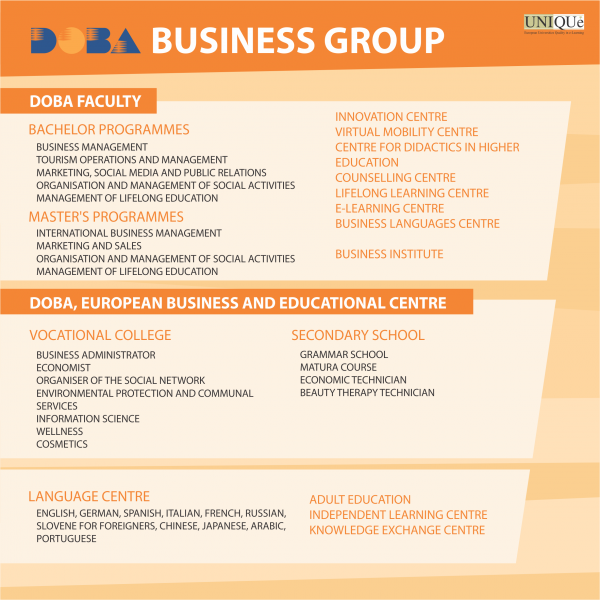 DOBA BUSINESS GROUP
UNIQUe
DOBA FACULTY
BACHELOR PROGRAMMES
BUSINESS MANAGEMENT
TOURISM OPERATIONS AND MANAGEMENT
MARKETING, SOCIAL MEDIA AND PUBLIC RELATIONS
ORGANISATION AND MANAGEMENT OF SOCIAL ACTIVITIES
MANAGEMENT OF LIFELONG EDUCATION
MASTER'S PROGRAMMES
INTERNATIONAL BUSINESS MANAGEMENT
MARKETING AND SALES
ORGANISATION AND MANAGEMENT OF SOCIAL ACTIVITIES
MANAGEMENT OF LIFELONG EDUCATION
INNOVATION CENTRE
VIRTUAL MOBILITY CENTRE
CENTRE FOR DIDACTICS IN HIGHER
EDUCATION
COUNSELLING CENTRE
LIFELONG LEARNING CENTRE
E-LEARNING CENTRE
BUSINESS LANGUAGES CENTRE
BUSINESS INSTITUTE
DOBA, EUROPEAN BUSINESS AND EDUCATIONAL CENTRE
VOCATIONAL COLLEGE
BUSINESS ADMINISTRATOR
ECONOMIST
ORGANISER OF THE SOCIAL NETWORK
ENVIRONMENTAL PROTECTION AND COMMUNAL
SERVICES
INFORMATION SCIENCE
WELLNESS
COSMETICS
SECONDARY SCHOOL
GRAMMAR SCHOOL
MATURA COURSE
ECONOMIC TECHNICIAN
BEAUTY THERAPY TECHNICIAN
LANGUAGE CENTRE
ENGLISH, GERMAN, SPANISH, ITALIAN, FRENCH, RUSSIAN,
SLOVENE FOR FOREIGNERS, CHINESE, JAPANESE, ARABIC,
PORTUGUESE
ADULT EDUCATION
INDEPENDENT LEARNING CENTRE
KNOWLEDGE EXCHANGE CENTRE